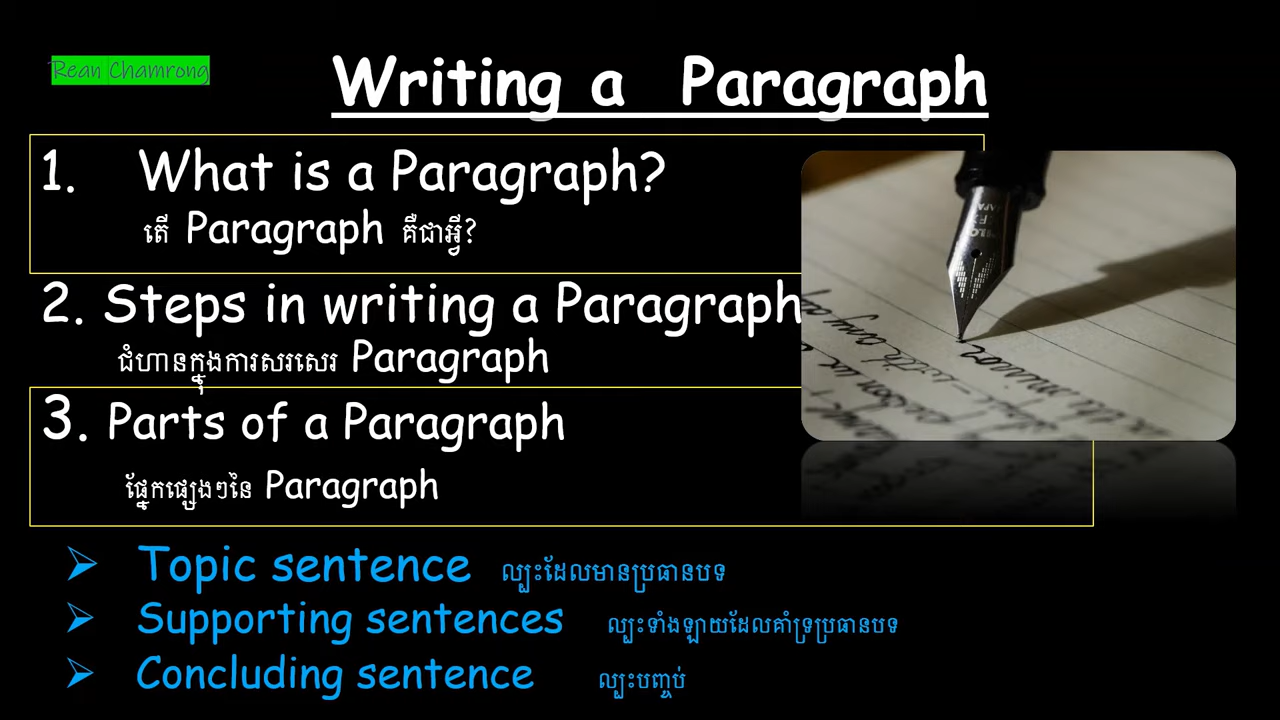 Rean Chamrong
Writing a Paragraph
1. What is a Paragraph?
តើ Paragraph គឺជាអ្វី?
2. Steps in writing a Paragraph
ជំហានក្នុងការសរសេរ Paragraph
3. Parts of a Paragraph
ផ្នែកផ្សេងៗនៃ Paragraph
➢ Topic sentence ល្បះដែលមានប្រធានបទ
➢ Supporting sentences ល្បះទាំងឡាយដែលគាំទ្រប្រធានបទ
➢ Concluding sentence ល្បះបញ្ចប់